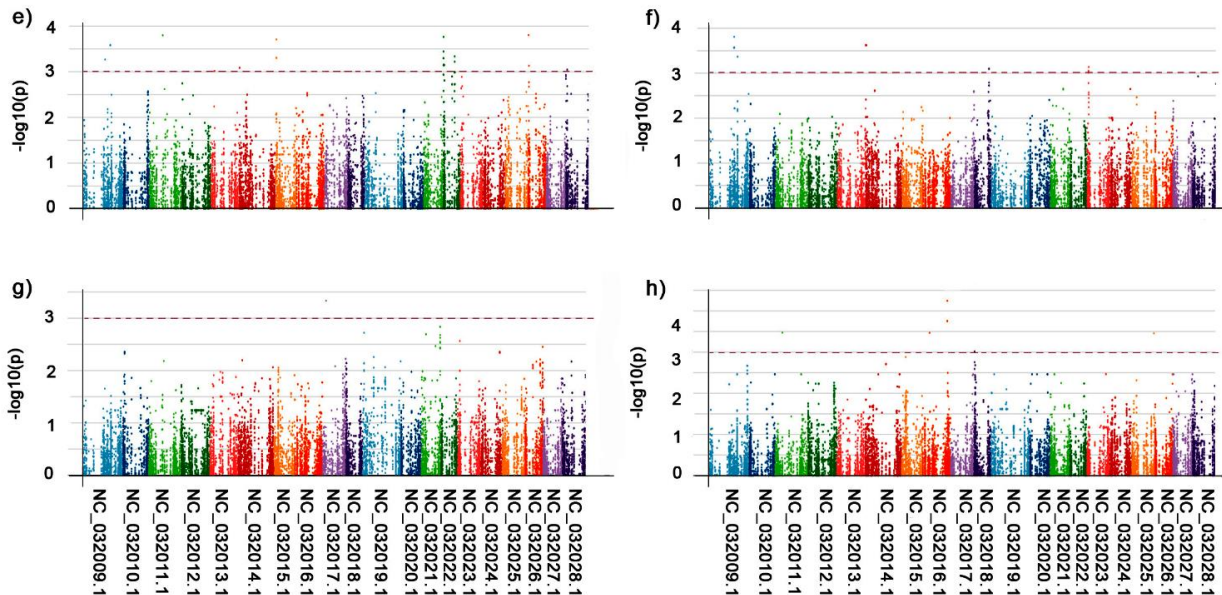 e)
-log10(p)
4
3
2
1
0
f)
-log10(p)
4
3
2
1
0
g)
-log10(p)
3
2
1
0
NC_032009.1
NC_032010.1
NC_032011.1
NC_032012.1
NC_032013.1
NC_032014.1
NC_032015.1
NC_032016.1
NC_032017.1
NC_032018.1
NC_032019.1
NC_032020.1
NC_032021.1
NC_032022.1
NC_032024.1
NC_032025.1
NC_032026.1
NC_032027.1
NC_032028.1
h)
-log10(p)
4
3
2
1
0
NC_032009.1
NC_032010.1
NC_032011.1
NC_032012.1
NC_032013.1
NC_032014.1
NC_032015.1
NC_032016.1
NC_032017.1
NC_032018.1
NC_032019.1
NC_032020.1
NC_032021.1
NC_032022.1
NC_032023.1
NC_032024.1
NC_032025.1
NC_032026.1
NC_032027.1
NC_032028.1